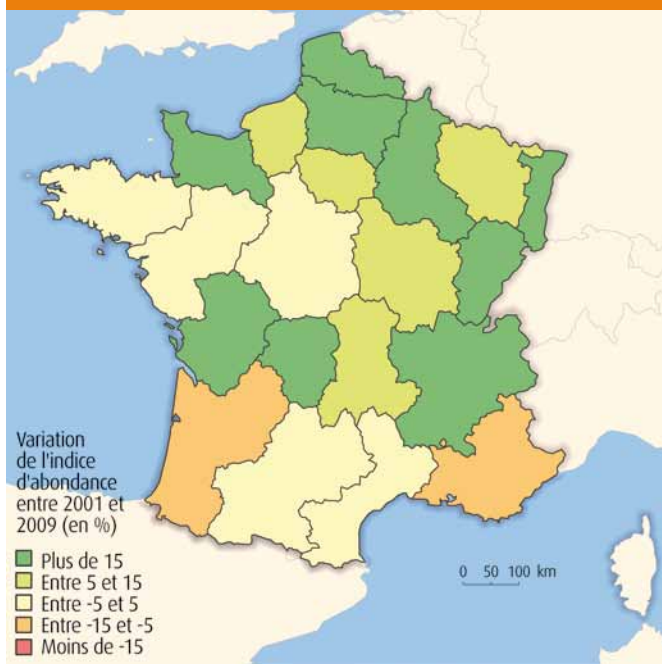 Variation
de l'indice
d'abondance
entre 2001 et
2009 (en %)
Plus de 15
Entre 5 et 15
Entre -5 et 5
Entre -15 et -5
Moins de -15
0 50 100 km